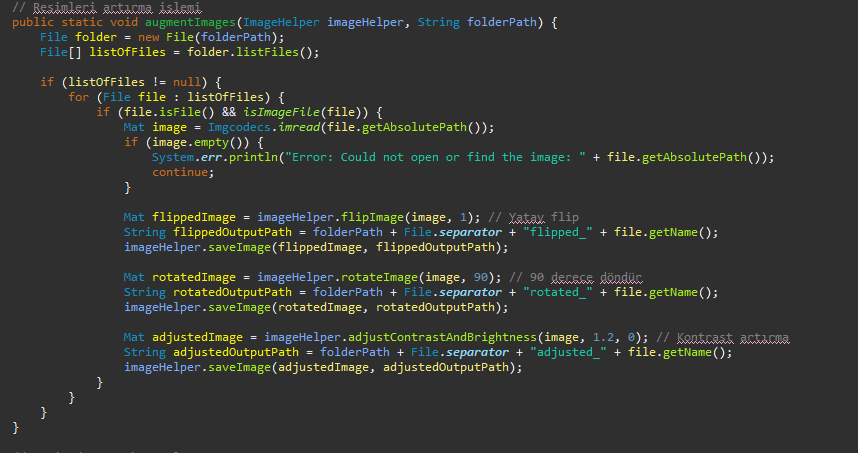 // Resimleri artırma işlemi
public static void augmentImages(ImageHelper imageHelper, String folderPath) {
    File folder = new File(folderPath);
    File[] listOfFiles = folder.listFiles();

    if (listOfFiles != null) {
        for (File file : listOfFiles) {
            if (file.isFile() && isImageFile(file)) {
                Mat image = Imgcodecs.imread(file.getAbsolutePath());
                if (image.empty()) {
                    System.err.println("Error: Could not open or find the image: " + file.getAbsolutePath());
                    continue;
                }

                Mat flippedImage = imageHelper.flipImage(image, 1); // Yatay flip
                String flippedOutputPath = folderPath + File.separator + "flipped_" + file.getName();
                imageHelper.saveImage(flippedImage, flippedOutputPath);

                Mat rotatedImage = imageHelper.rotateImage(image, 90); // 90 derece döndür
                String rotatedOutputPath = folderPath + File.separator + "rotated_" + file.getName();
                imageHelper.saveImage(rotatedImage, rotatedOutputPath);

                Mat adjustedImage = imageHelper.adjustContrastAndBrightness(image, 1.2, 0); // Kontrast artırma
                String adjustedOutputPath = folderPath + File.separator + "adjusted_" + file.getName();
                imageHelper.saveImage(adjustedImage, adjustedOutputPath);
            }
        }
    }
}